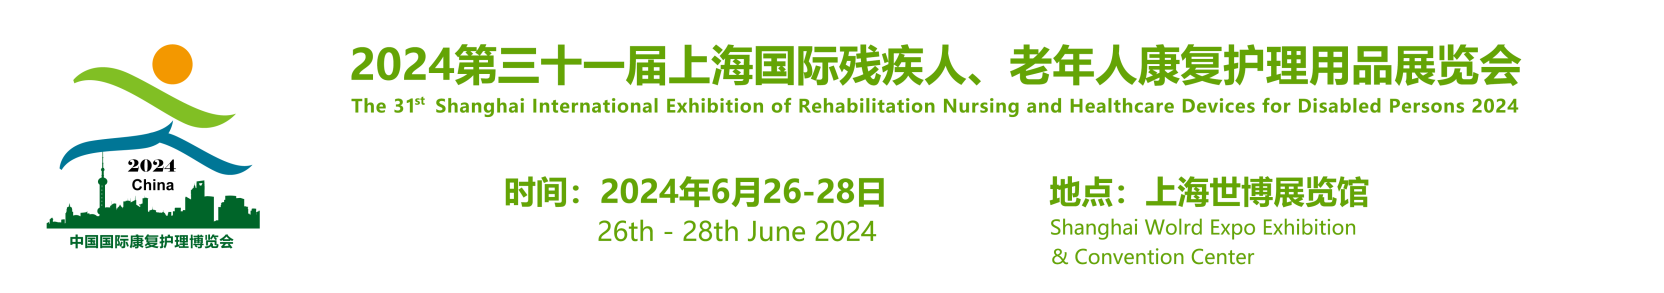 2024第三十一届上海国际残疾人、老年人康复护理用品展览会
The 31st Shanghai International Exhibition of Rehabilitation Nursing and Healthcare Devices for Disabled Persons 2024
2024
China
中国国际康复护理博览会
时间：2024年6月26-28日
26th - 28th June 2024
地点：上海世博展览馆
Shanghai Wolrd Expo Exhibition
& Convention Center